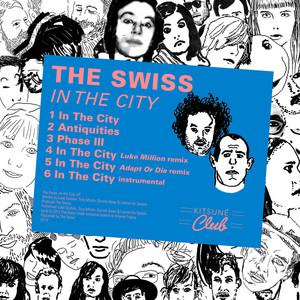 THE SWISS
IN THE CITY
1 In The City
2 Antiquities
3 Phase III
4 In The City Luke Million remix
5 In The City Adapt Or Die remix
6 In The City instrumental
KITSUNÉ
Club